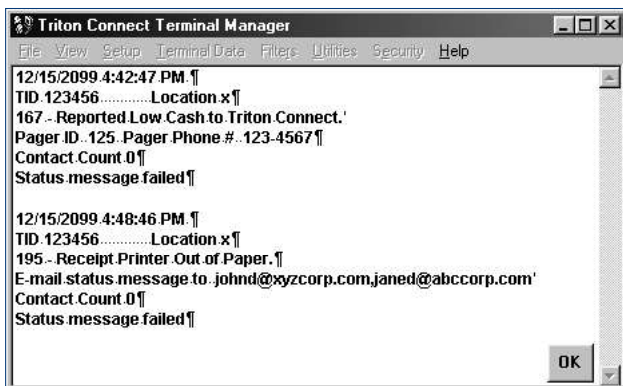 Triton Connect Terminal Manager
File View Setup Terminal Data Filters Utilities Security Help
12/15/2099 4:42:47 PM ¶
TID 123456............Location x¶
167 - Reported Low Cash to Triton Connect.'
Pager ID..125..Pager Phone #..123-4567¶
Contact Count 0¶
Status message failed¶
12/15/2099 4:48:46 PM ¶
TID 123456............Location x¶
195 - Receipt Printer Out of Paper.¶
E-mail status message to..johnd@xyzcorp.com,janed@abccorp.com'
Contact Count 0¶
Status message failed¶
OK